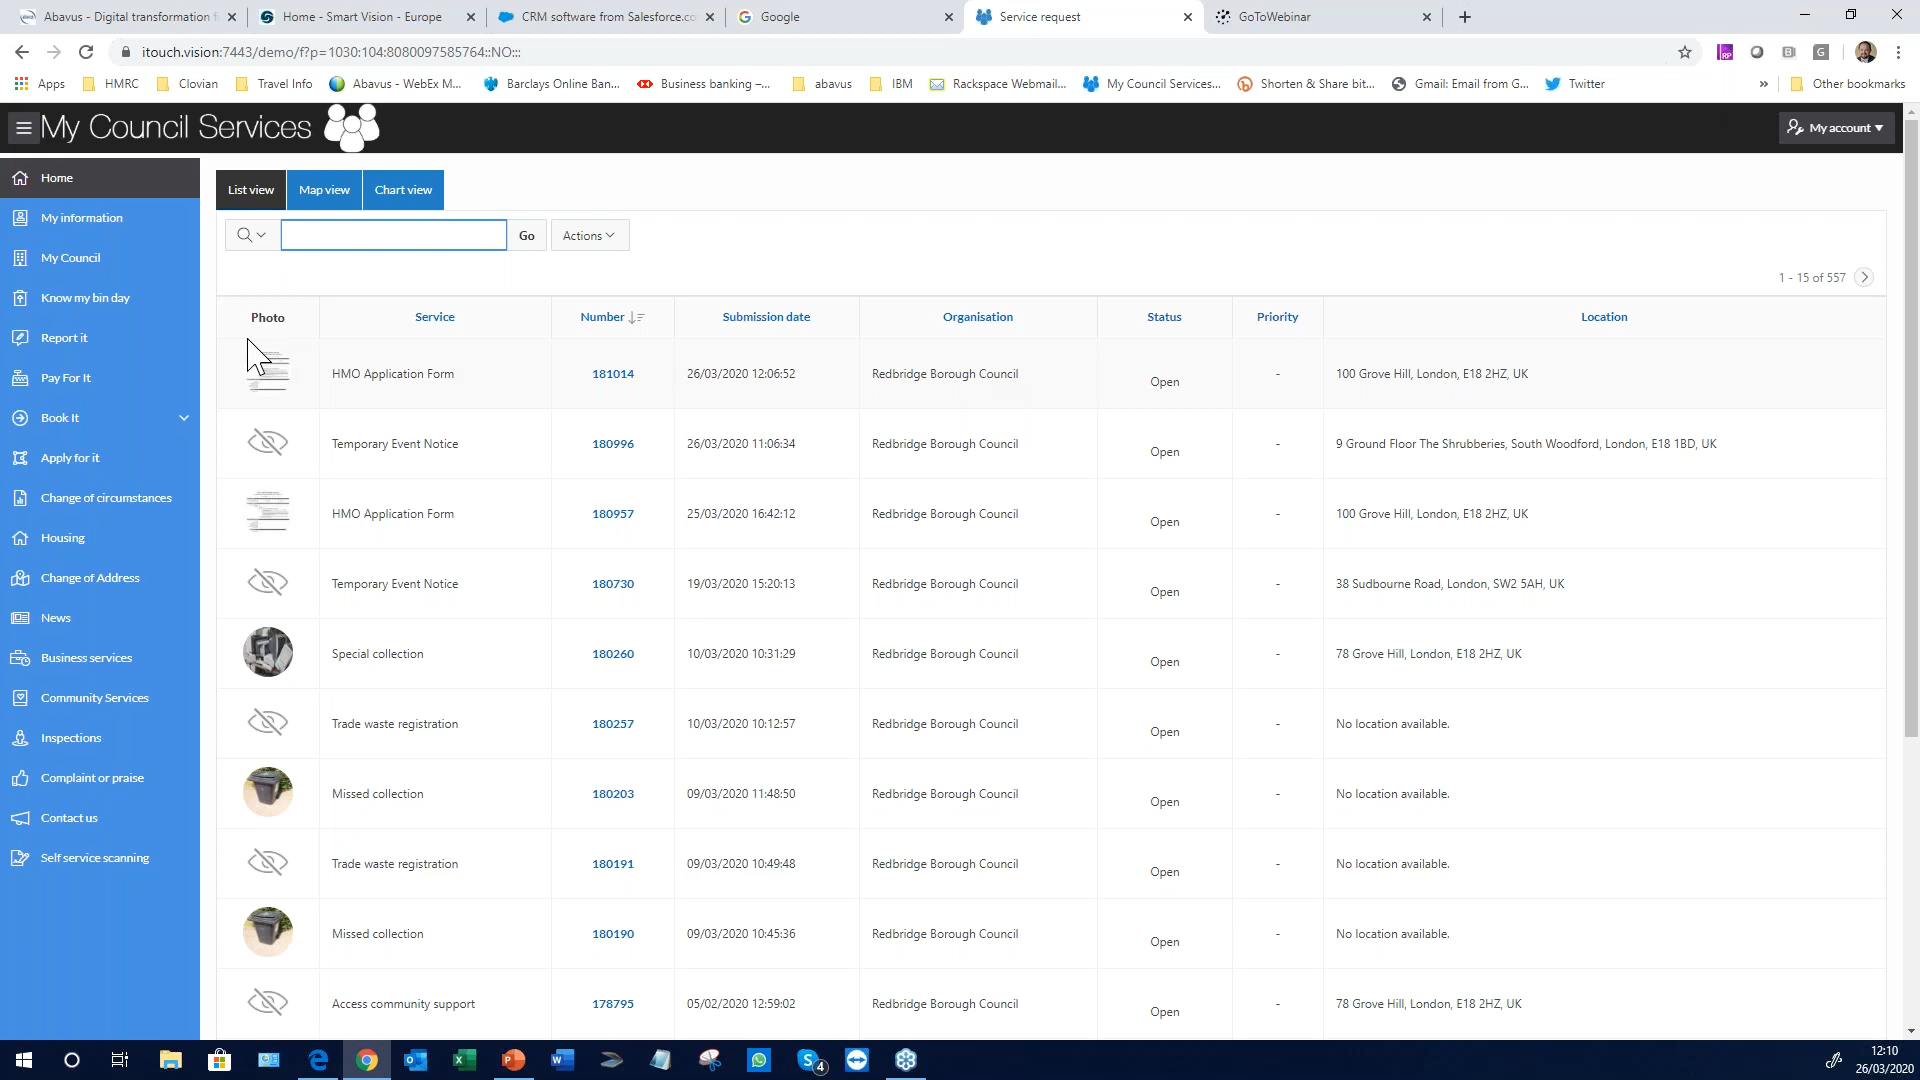 Abavus - Digital transformation f
Home - Smart Vision - Europe
CRM software from Salesforce.co
Google
Service request
GoToWebinar
itouch.vision:7443/demo/f?p=1030:104:8080097585764::NO:::
Apps
HMRC
Clovian
Travel Info
Abavus - WebEx M...
Barclays Online Ban...
Business banking –...
abavus
IBM
Rackspace Webmail...
My Council Services...
Shorten & Share bit...
Gmail: Email from G...
Twitter
»
Other bookmarks
My Council Services
My account
Home
My information
My Council
Know my bin day
Report it
Pay For It
Book It
Apply for it
Change of circumstances
Housing
Change of Address
News
Business services
Community Services
Inspections
Complaint or praise
Contact us
Self service scanning
List view Map view Chart view
Go Actions
1 - 15 of 557
Photo Service Number Submission date Organisation Status Priority Location
HMO Application Form 181014 26/03/2020 12:06:52 Redbridge Borough Council Open - 100 Grove Hill, London, E18 2HZ, UK
Temporary Event Notice 180996 26/03/2020 11:06:34 Redbridge Borough Council Open - 9 Ground Floor The Shrubberies, South Woodford, London, E18 1BD, UK
HMO Application Form 180957 25/03/2020 16:42:12 Redbridge Borough Council Open - 100 Grove Hill, London, E18 2HZ, UK
Temporary Event Notice 180730 19/03/2020 15:20:13 Redbridge Borough Council Open - 38 Sudbourne Road, London, SW2 5AH, UK
Special collection 180260 10/03/2020 10:31:29 Redbridge Borough Council Open - 78 Grove Hill, London, E18 2HZ, UK
Trade waste registration 180257 10/03/2020 10:12:57 Redbridge Borough Council Open - No location available.
Missed collection 180203 09/03/2020 11:48:50 Redbridge Borough Council Open - No location available.
Trade waste registration 180191 09/03/2020 10:49:48 Redbridge Borough Council Open - No location available.
Missed collection 180190 09/03/2020 10:45:36 Redbridge Borough Council Open - No location available.
Access community support 178795 05/02/2020 12:59:02 Redbridge Borough Council Open - 78 Grove Hill, London, E18 2HZ, UK
4
12:10
26/03/2020